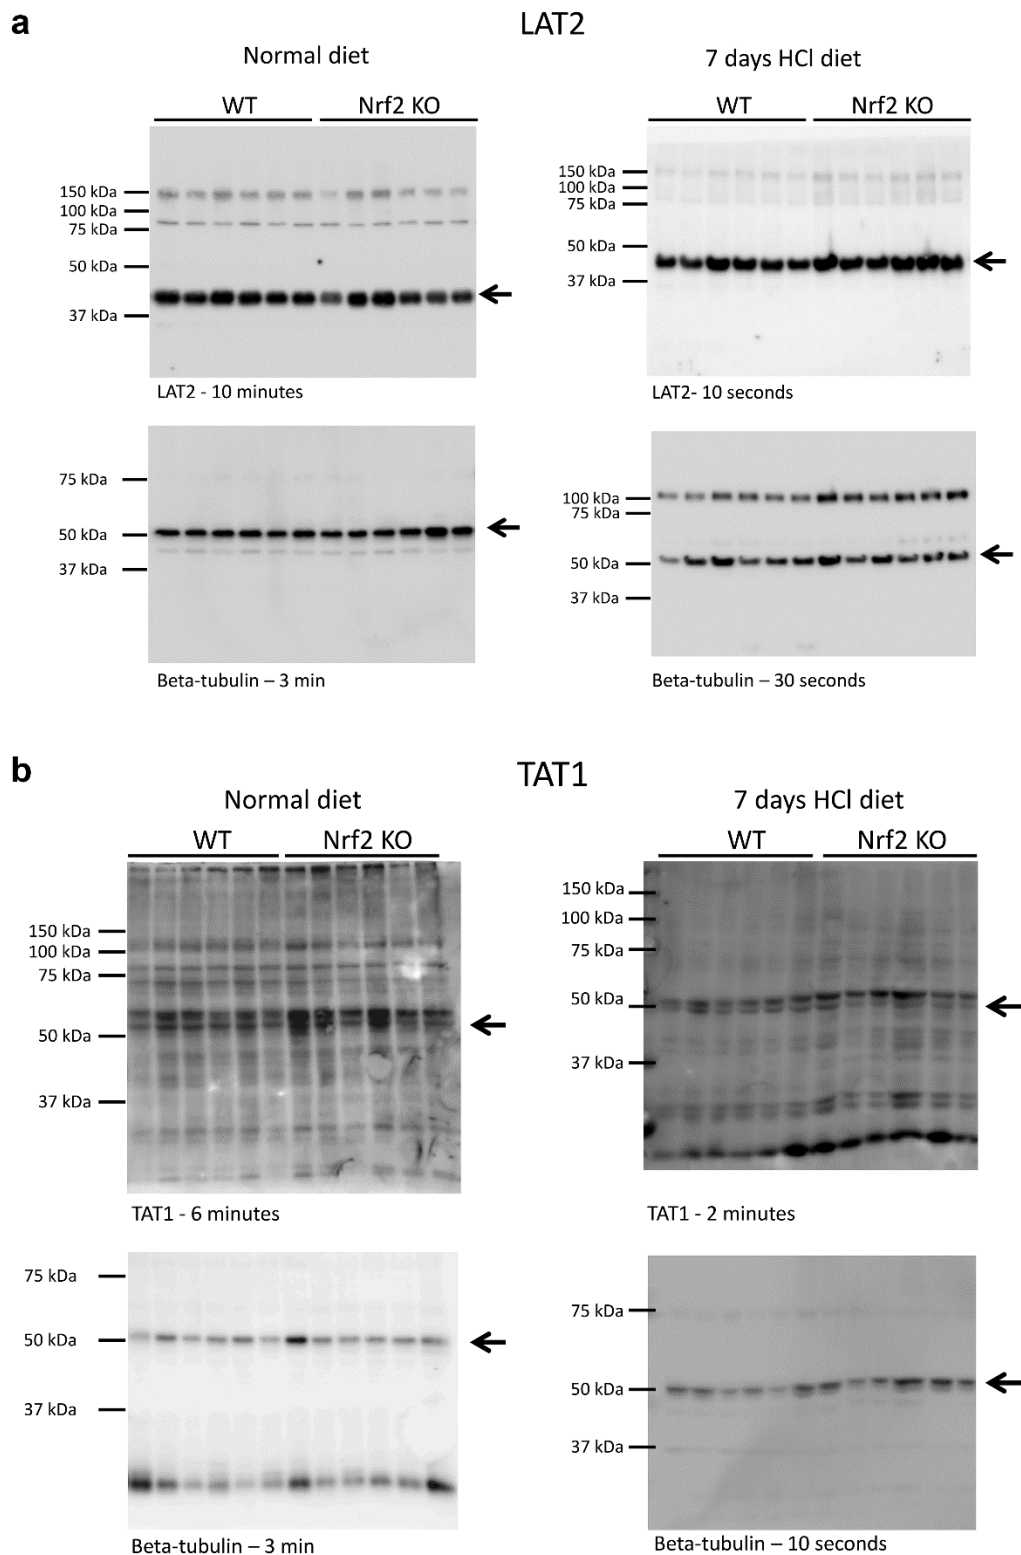 a
LAT2
Normal diet
7 days HCl diet
WT
Nrf2 KO
WT
Nrf2 KO
150 kDa
100 kDa
75 kDa
50 kDa
37 kDa
150 kDa
100 kDa
75 kDa
50 kDa
37 kDa
LAT2 - 10 minutes
LAT2- 10 seconds
75 kDa
50 kDa
37 kDa
100 kDa
75 kDa
50 kDa
37 kDa
Beta-tubulin – 3 min
Beta-tubulin – 30 seconds
b
TAT1
Normal diet
7 days HCl diet
WT
Nrf2 KO
WT
Nrf2 KO
150 kDa
100 kDa
75 kDa
50 kDa
37 kDa
150 kDa
100 kDa
75 kDa
50 kDa
37 kDa
TAT1 - 6 minutes
TAT1 - 2 minutes
75 kDa
50 kDa
37 kDa
75 kDa
50 kDa
37 kDa
Beta-tubulin – 3 min
Beta-tubulin – 10 seconds